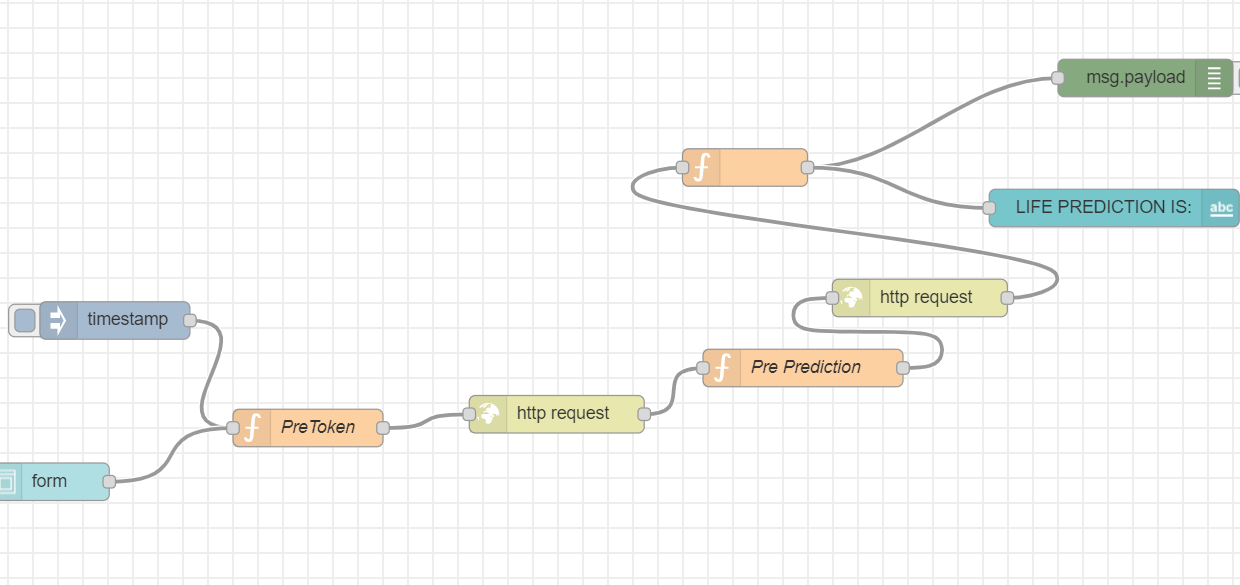 msg.payload
LIFE PREDICTION IS:
abc
http request
timestamp
Pre Prediction
http request
PreToken
form